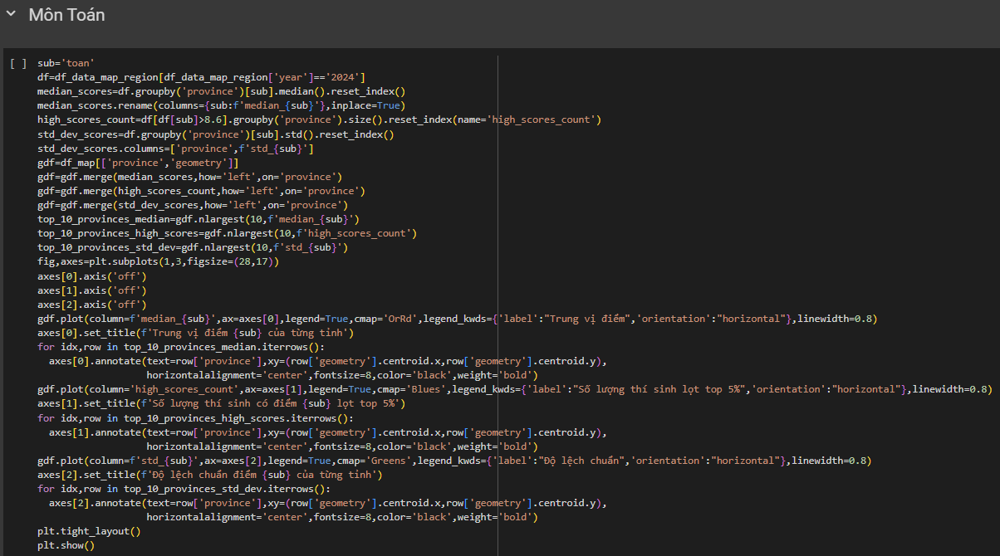 Môn Toán
[ ] sub='toan'
df=df_data_map_region[df_data_map_region['year']=='2024']
median_scores=df.groupby('province')[sub].median().reset_index()
median_scores.rename(columns={sub:f'median_{sub}'},inplace=True)
high_scores_count=df[df[sub]>8.6].groupby('province').size().reset_index(name='high_scores_count')
std_dev_scores=df.groupby('province')[sub].std().reset_index()
std_dev_scores.columns=['province',f'std_{sub}']
gdf=df_map[['province','geometry']]
gdf=gdf.merge(median_scores,how='left',on='province')
gdf=gdf.merge(high_scores_count,how='left',on='province')
gdf=gdf.merge(std_dev_scores,how='left',on='province')
top_10_provinces_median=gdf.nlargest(10,f'median_{sub}')
top_10_provinces_high_scores=gdf.nlargest(10,f'high_scores_count')
top_10_provinces_std_dev=gdf.nlargest(10,f'std_{sub}')
fig,axes=plt.subplots(1,3,figsize=(28,17))
axes[0].axis('off')
axes[1].axis('off')
axes[2].axis('off')
gdf.plot(column=f'median_{sub}',ax=axes[0],legend=True,cmap='OrRd',legend_kwds={'label':"Trung vị điểm",'orientation':"horizontal"},linewidth=0.8)
axes[0].set_title(f'Trung vị điểm {sub} của từng tỉnh')
for idx,row in top_10_provinces_median.iterrows():
  axes[0].annotate(text=row['province'],xy=(row['geometry'].centroid.x,row['geometry'].centroid.y),
                   horizontalalignment='center',fontsize=8,color='black',weight='bold')
gdf.plot(column='high_scores_count',ax=axes[1],legend=True,cmap='Blues',legend_kwds={'label':"Số lượng thí sinh lọt top 5%",'orientation':"horizontal"},linewidth=0.8)
axes[1].set_title(f'Số lượng thí sinh có điểm {sub} lọt top 5%')
for idx,row in top_10_provinces_high_scores.iterrows():
  axes[1].annotate(text=row['province'],xy=(row['geometry'].centroid.x,row['geometry'].centroid.y),
                   horizontalalignment='center',fontsize=8,color='black',weight='bold')
gdf.plot(column=f'std_{sub}',ax=axes[2],legend=True,cmap='Greens',legend_kwds={'label':"Độ lệch chuẩn",'orientation':"horizontal"},linewidth=0.8)
axes[2].set_title(f'Độ lệch chuẩn điểm {sub} của từng tỉnh')
for idx,row in top_10_provinces_std_dev.iterrows():
  axes[2].annotate(text=row['province'],xy=(row['geometry'].centroid.x,row['geometry'].centroid.y),
                   horizontalalignment='center',fontsize=8,color='black',weight='bold')
plt.tight_layout()
plt.show()